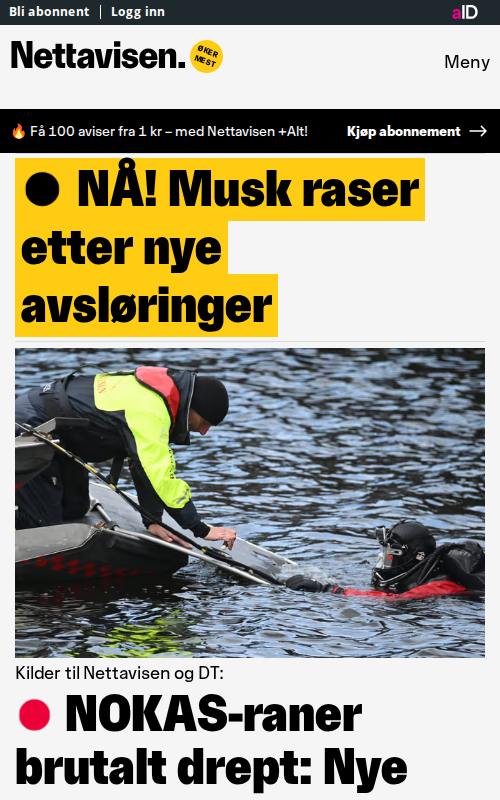 Bli abonnent | Logg inn
aID
Nettavisen.
ØKER
MEST
Meny
🔥 Få 100 aviser fra 1 kr – med Nettavisen +Alt!
Kjøp abonnement →
NÅ! Musk raser
etter nye
avsløringer
Kilder til Nettavisen og DT:
NOKAS-raner
brutalt drept: Nye